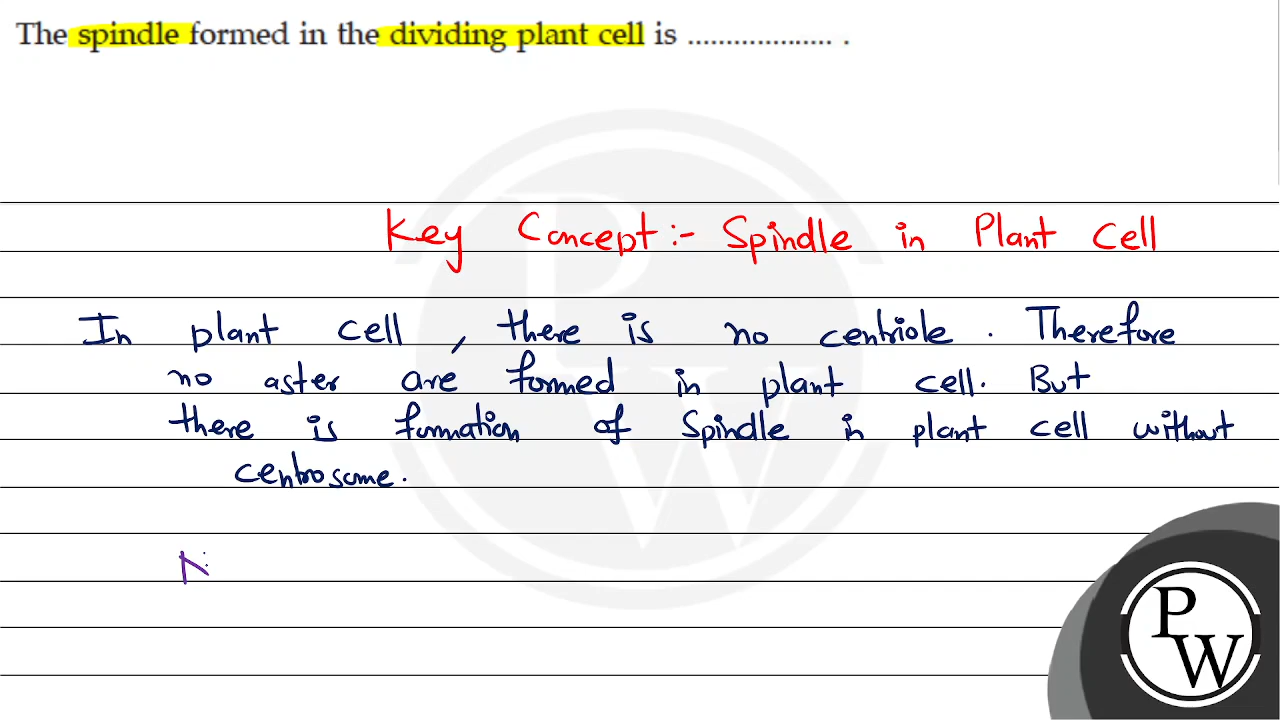 The spindle formed in the dividing plant cell is ................... .
Key Concept :- Spindle in Plant Cell
In plant cell, there is no centriole. Therefore
no aster are formed in plant cell. But
there is formation of Spindle in plant cell without
centrosome.
PW
PW